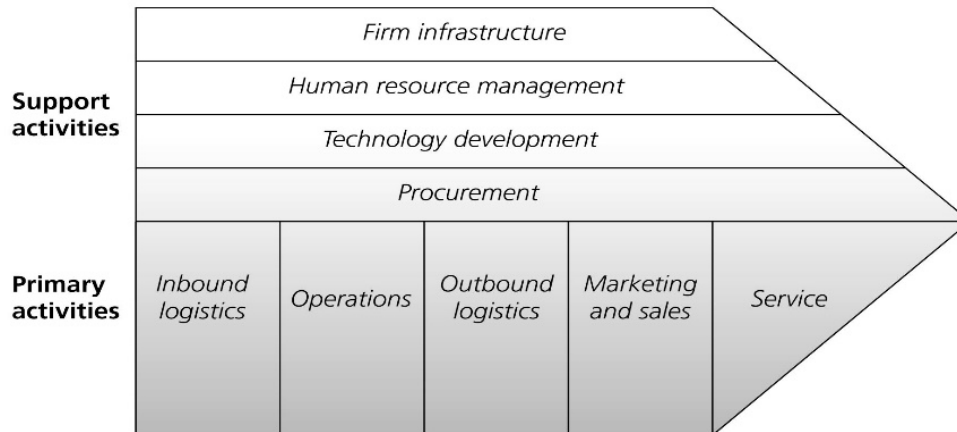 Firm infrastructure
Human resource management
Support
activities
Technology development
Procurement
Primary
activities
Inbound
logistics
Operations
Outbound
logistics
Marketing
and sales
Service